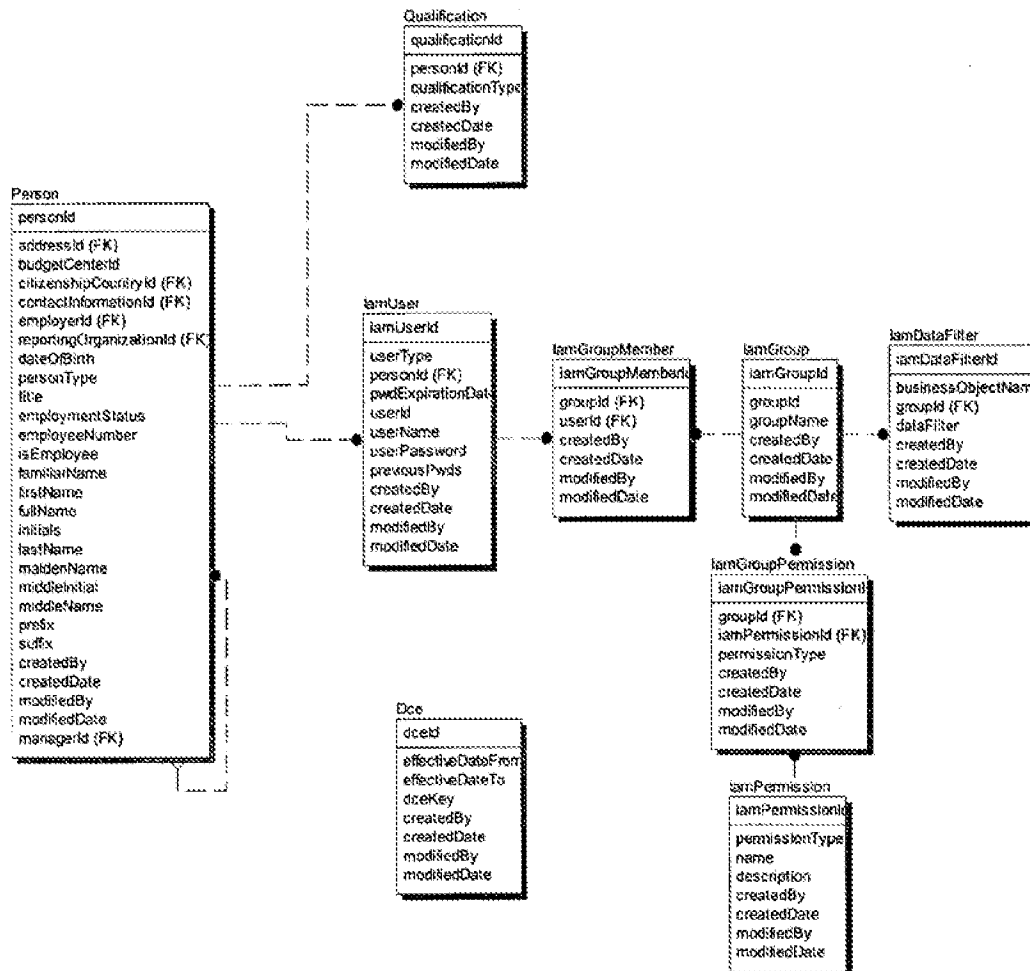 Qualification
qualificationId
personId (FK)
qualificationType
createdBy
createdDate
modifiedBy
modifiedDate
Person
personId
addressId (FK)
budgetCenterId
citizenshipCountryId (FK)
contactInformationId (FK)
employerId (FK)
reportingOrganizationId (FK
dateOfBirth
personType
title
employmentStatus
employeeNumber
isEmployee
familiarName
firstName
fullName
initials
lastName
maidenName
middleInitial
middleName
prefix
suffix
createdBy
createdDate
modifiedBy
modifiedDate
managerId (FK)
IamUser
iamUserId
userType
personId (FK)
pwdExpirationDat
userId
userName
userPassword
previousPwds
createdBy
createdDate
modifiedBy
modifiedDate
IamGroupMember
iamGroupMemberI
groupId (FK)
userId (FK)
createdBy
createdDate
modifiedBy
modifiedDate
IamGroup
iamGroupId
groupId
groupName
createdBy
createdDate
modifiedBy
modifiedDate
IamDataFilter
iamDataFilterId
businessObjectNam
groupId (FK)
dataFilter
createdBy
createdDate
modifiedBy
modifiedDate
IamGroupPermission
iamGroupPermissionI
groupId (FK)
iamPermissionId (FK)
permissionType
createdBy
createdDate
modifiedBy
modifiedDate
Dce
dceId
effectiveDateFrom
effectiveDateTo
dceKey
createdBy
createdDate
modifiedBy
modifiedDate
IamPermission
iamPermissionId
permissionType
name
description
createdBy
createdDate
modifiedBy
modifiedDate